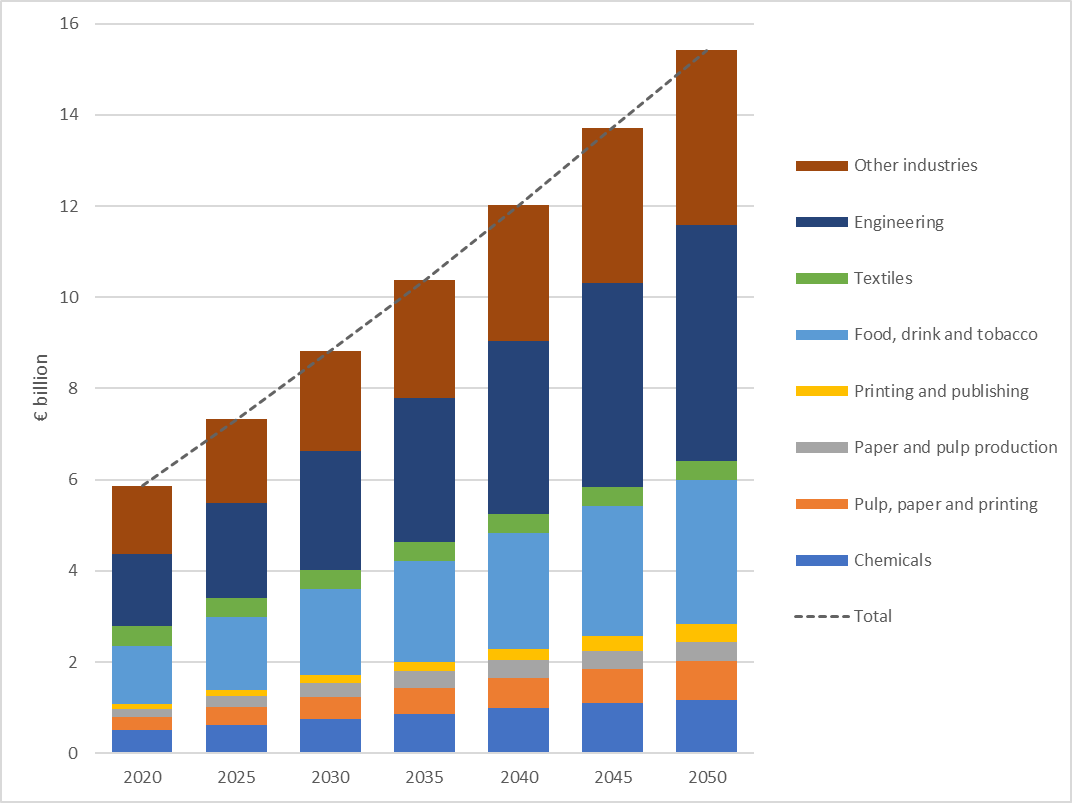 16
14
12
10
8
6
4
2
0
€ billion
2020 2025 2030 2035 2040 2045 2050
Other industries
Engineering
Textiles
Food, drink and tobacco
Printing and publishing
Paper and pulp production
Pulp, paper and printing
Chemicals
Total